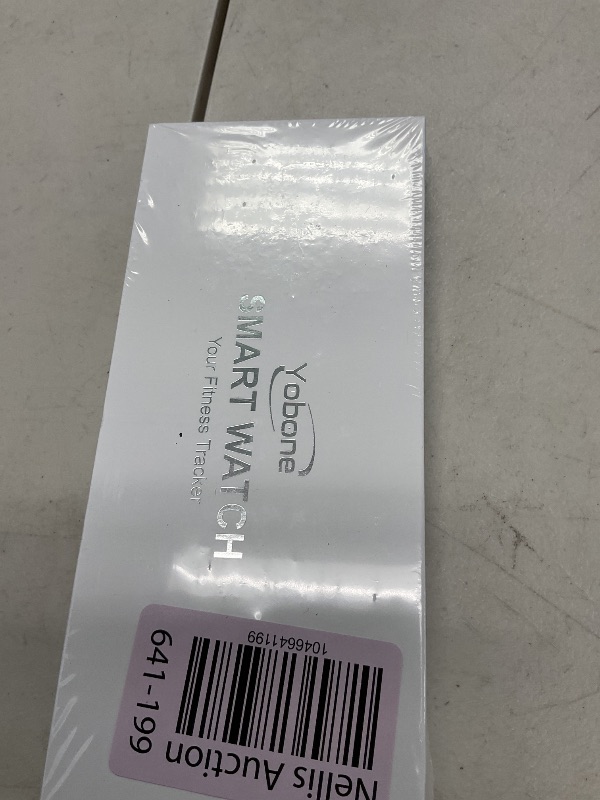 Yobone
SMART WATCH
Your Fitness Tracker
1046641199
641-199
Nellis Auction